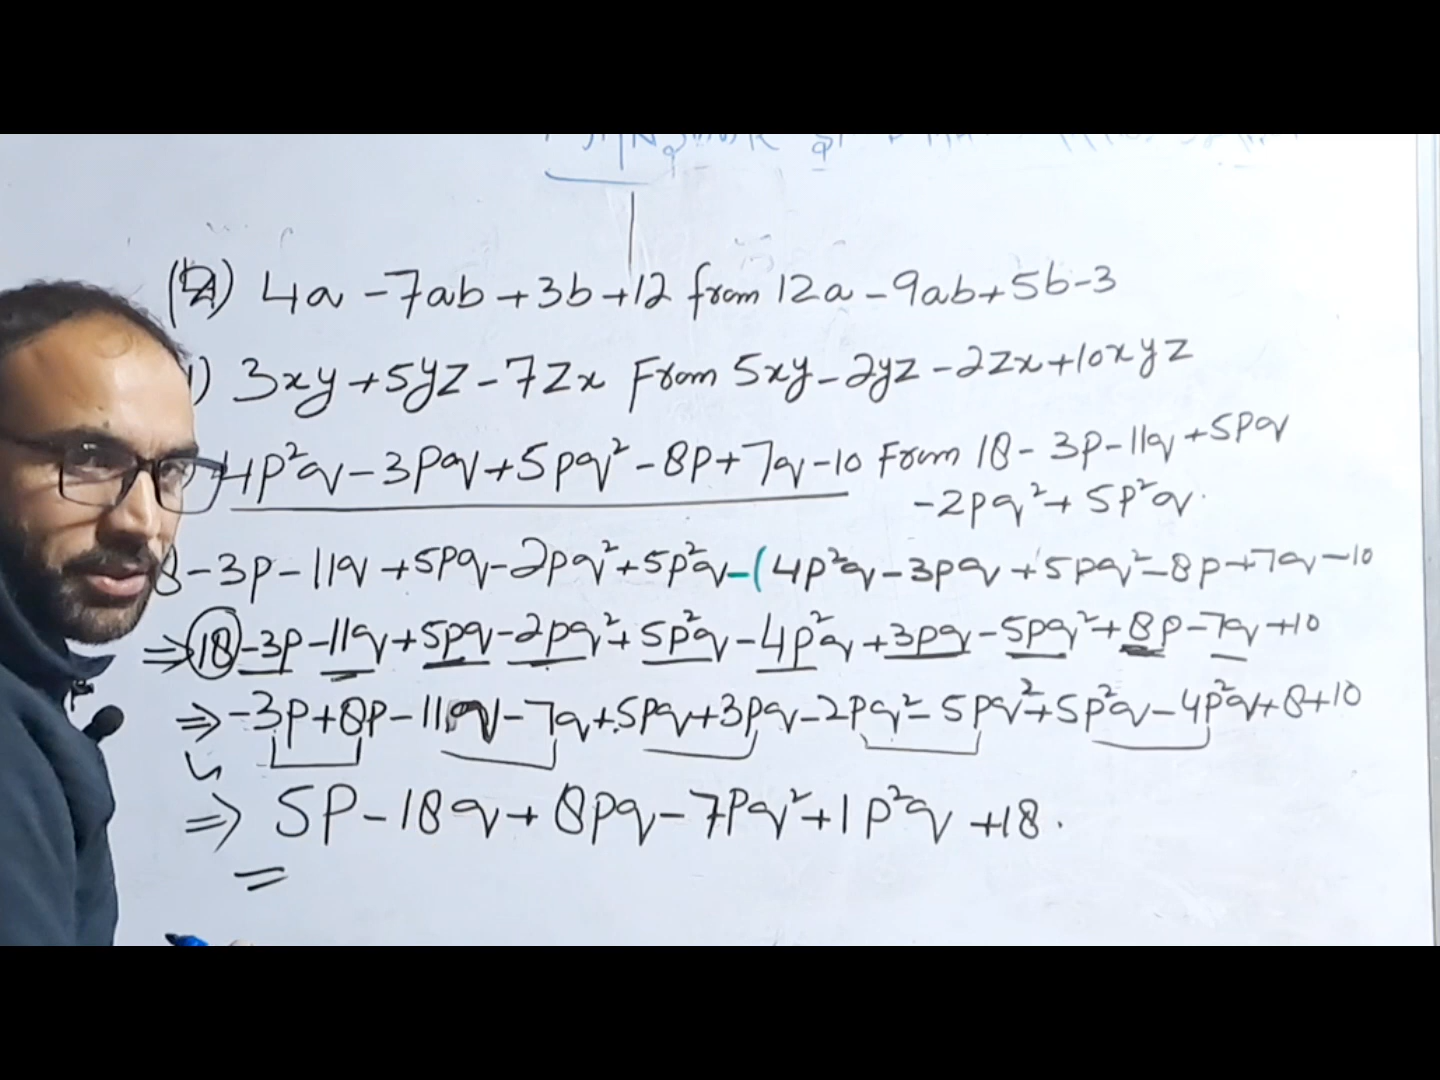 (2) 4a - 7ab + 3b + 12 from 12a - 9ab + 5b - 3
) 3xy + 5yz - 7zx From 5xy - 2yz - 2zx + 10xyz
4p²q - 3pq + 5pq² - 8p + 7q - 10 From 18 - 3p - 11q + 5pq
- 2pq² + 5p²q.
8 - 3p - 11q + 5pq - 2pq² + 5p²q - (4p²q - 3pq + 5pq² - 8p + 7q - 10
⇒ 18 - 3p - 11q + 5pq - 2pq² + 5p²q - 4p²q + 3pq - 5pq² + 8p - 7q + 10
⇒ -3p + 8p - 11q - 7q + 5pq + 3pq - 2pq² - 5pq² + 5p²q - 4p²q + 8 + 10
⇒ 5p - 18q + 8pq - 7pq² + 1p²q + 18.
=